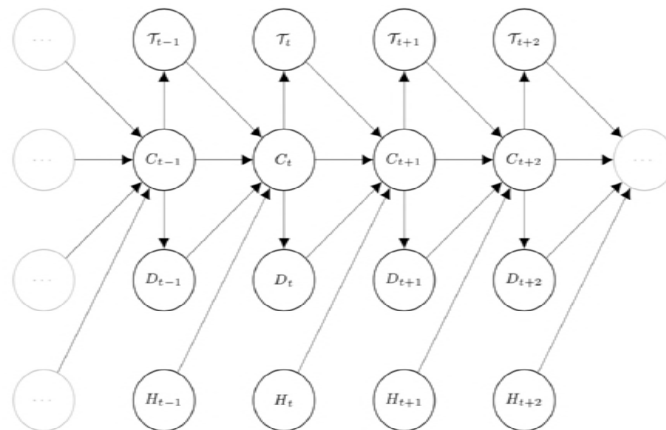 ... 𝒯ₜ₋₁ 𝒯ₜ 𝒯ₜ₊₁ 𝒯ₜ₊₂
... Cₜ₋₁ Cₜ Cₜ₊₁ Cₜ₊₂ ...
... Dₜ₋₁ Dₜ Dₜ₊₁ Dₜ₊₂
... Hₜ₋₁ Hₜ Hₜ₊₁ Hₜ₊₂